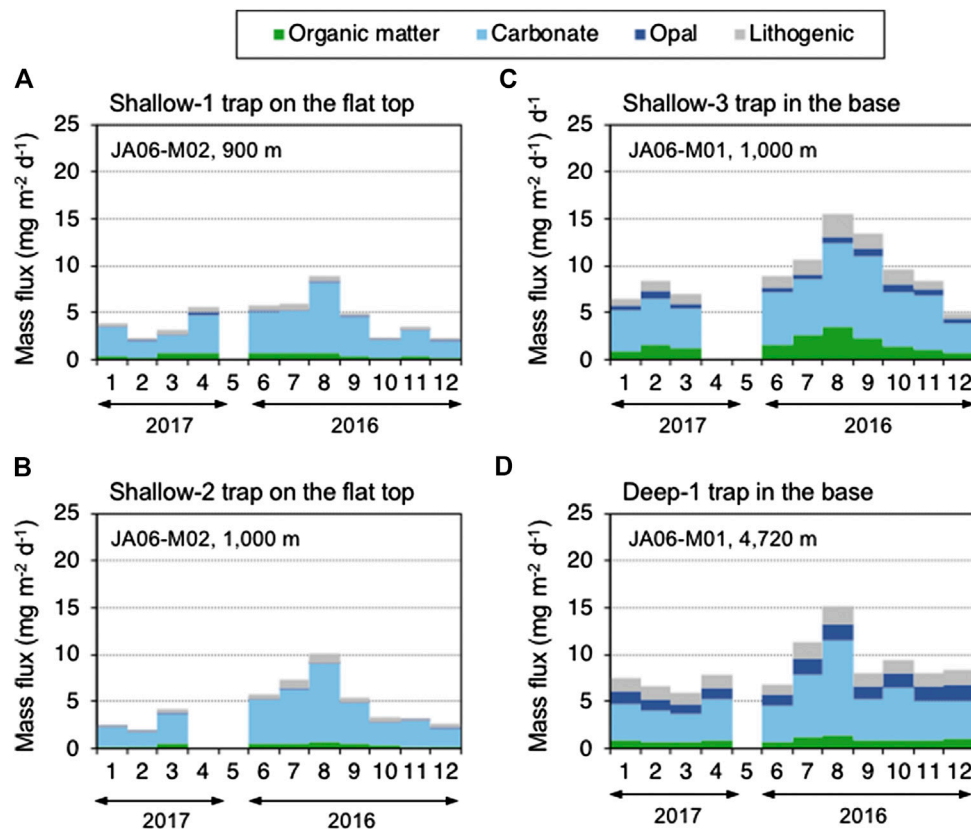 Organic matter Carbonate Opal Lithogenic
A
Shallow-1 trap on the flat top
Mass flux (mg m-2 d-1)
25
20
15
10
5
0
JA06-M02, 900 m
1 2 3 4 5 6 7 8 9 10 11 12
2017 2016
B
Shallow-2 trap on the flat top
Mass flux (mg m-2 d-1)
25
20
15
10
5
0
JA06-M02, 1,000 m
1 2 3 4 5 6 7 8 9 10 11 12
2017 2016
C
Shallow-3 trap in the base
Mass flux (mg m-2 d-1) d-1
25
20
15
10
5
0
JA06-M01, 1,000 m
1 2 3 4 5 6 7 8 9 10 11 12
2017 2016
D
Deep-1 trap in the base
Mass flux (mg m-2 d-1)
25
20
15
10
5
0
JA06-M01, 4,720 m
1 2 3 4 5 6 7 8 9 10 11 12
2017 2016